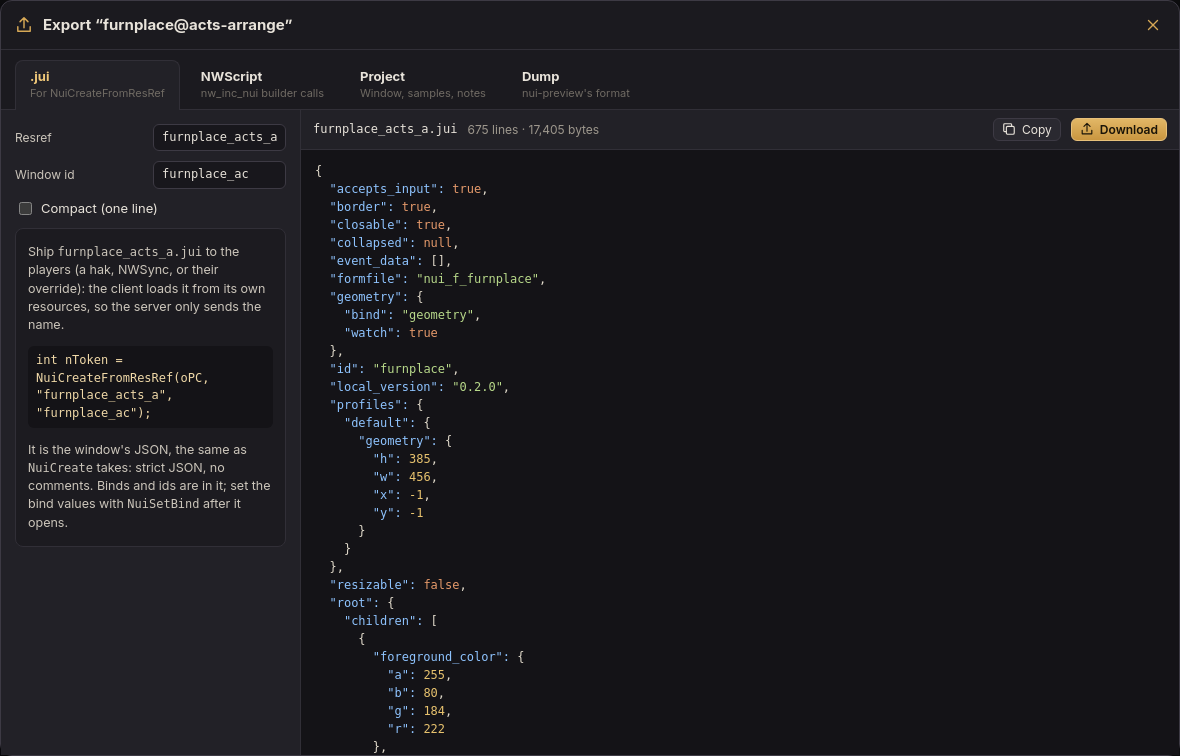 Export “furnplace@acts-arrange”
.jui
For NuiCreateFromResRef
NWScript
nw_inc_nui builder calls
Project
Window, samples, notes
Dump
nui-preview's format
Resref
furnplace_acts_a
Window id
furnplace_ac
Compact (one line)
Ship furnplace_acts_a.jui to the
players (a hak, NWSync, or their
override): the client loads it from its own
resources, so the server only sends the
name.
int nToken =
NuiCreateFromResRef(oPC,
"furnplace_acts_a",
"furnplace_ac");
It is the window's JSON, the same as
NuiCreate takes: strict JSON, no
comments. Binds and ids are in it; set the
bind values with NuiSetBind after it
opens.
furnplace_acts_a.jui 675 lines · 17,405 bytes
Copy
Download
{
  "accepts_input": true,
  "border": true,
  "closable": true,
  "collapsed": null,
  "event_data": [],
  "formfile": "nui_f_furnplace",
  "geometry": {
    "bind": "geometry",
    "watch": true
  },
  "id": "furnplace",
  "local_version": "0.2.0",
  "profiles": {
    "default": {
      "geometry": {
        "h": 385,
        "w": 456,
        "x": -1,
        "y": -1
      }
    }
  },
  "resizable": false,
  "root": {
    "children": [
      {
        "foreground_color": {
          "a": 255,
          "b": 80,
          "g": 184,
          "r": 222
        },